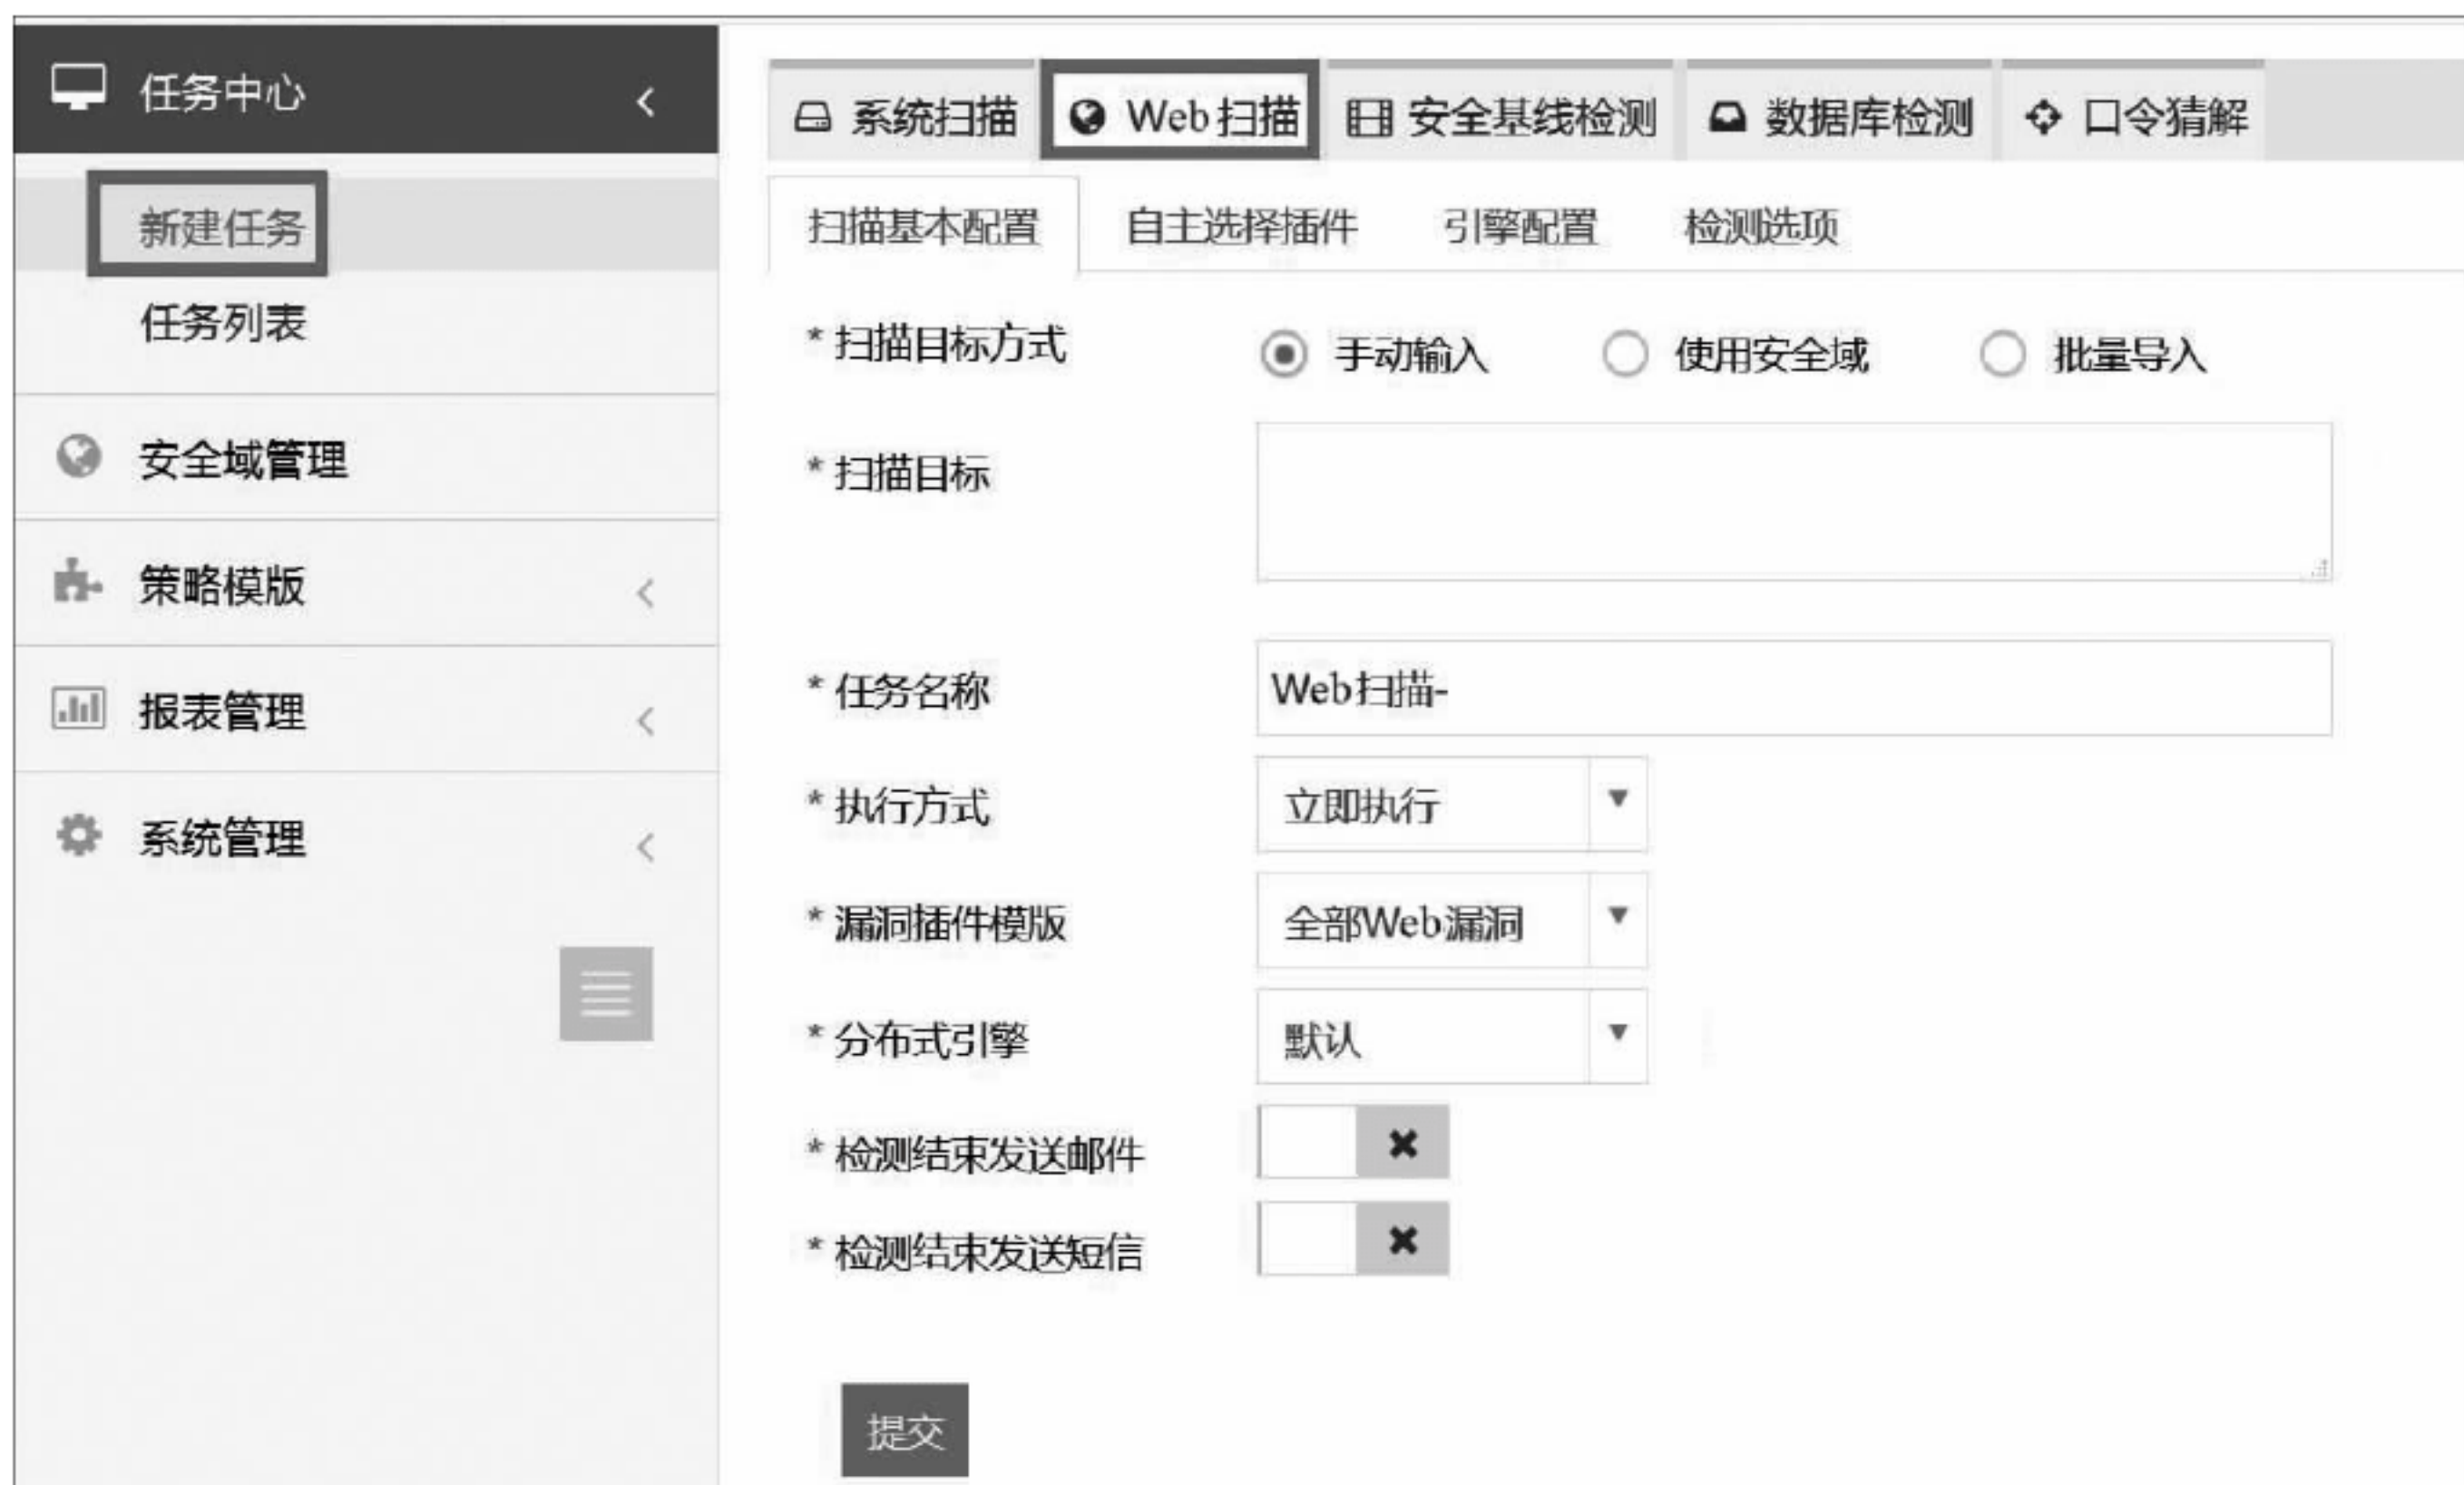 任务中心
新建任务
任务列表
安全域管理
策略模版
报表管理
系统管理
系统扫描 Web扫描 安全基线检测 数据库检测 口令猜解
扫描基本配置 自主选择插件 引擎配置 检测选项
* 扫描目标方式 手动输入 使用安全域 批量导入
* 扫描目标
* 任务名称 Web扫描-
* 执行方式 立即执行
* 漏洞插件模版 全部Web漏洞
* 分布式引擎 默认
* 检测结束发送邮件
* 检测结束发送短信
提交